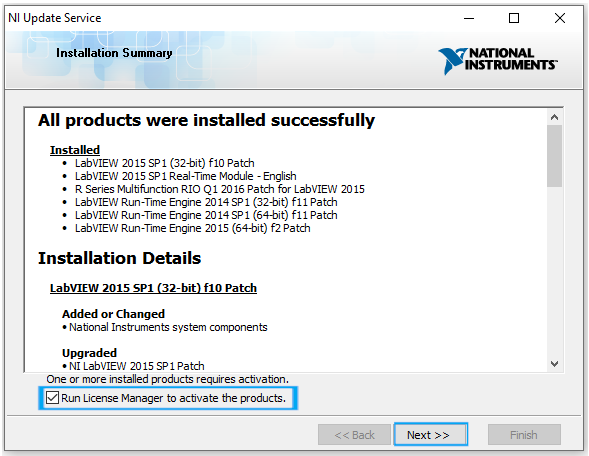 NI Update Service
Installation Summary
NATIONAL
INSTRUMENTS™
All products were installed successfully
Installed
• LabVIEW 2015 SP1 (32-bit) f10 Patch
• LabVIEW 2015 SP1 Real-Time Module - English
• R Series Multifunction RIO Q1 2016 Patch for LabVIEW 2015
• LabVIEW Run-Time Engine 2014 SP1 (32-bit) f11 Patch
• LabVIEW Run-Time Engine 2014 SP1 (64-bit) f11 Patch
• LabVIEW Run-Time Engine 2015 (64-bit) f2 Patch
Installation Details
LabVIEW 2015 SP1 (32-bit) f10 Patch
Added or Changed
• National Instruments system components
Upgraded
• NI LabVIEW 2015 SP1 Patch
One or more installed products requires activation.
Run License Manager to activate the products.
<< Back Next >> Finish